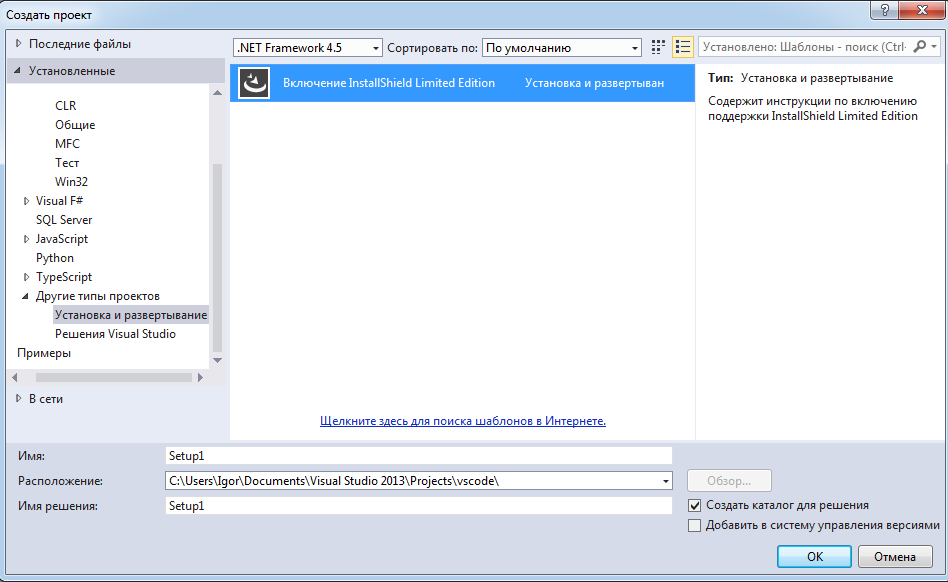 Создать проект
Последние файлы
Установленные
CLR
Общие
MFC
Тест
Win32
Visual F#
SQL Server
JavaScript
Python
TypeScript
Другие типы проектов
Установка и развертывание
Решения Visual Studio
Примеры
В сети
.NET Framework 4.5 Сортировать по: По умолчанию
Включение InstallShield Limited Edition Установка и развертыван
Щелкните здесь для поиска шаблонов в Интернете.
Установлено: Шаблоны - поиск (Ctrl-
Тип: Установка и развертывание
Содержит инструкции по включению
поддержки InstallShield Limited Edition
Имя: Setup1
Расположение: C:\Users\Igor\Documents\Visual Studio 2013\Projects\vscode\ Обзор...
Имя решения: Setup1
Создать каталог для решения
Добавить в систему управления версиями
OK Отмена